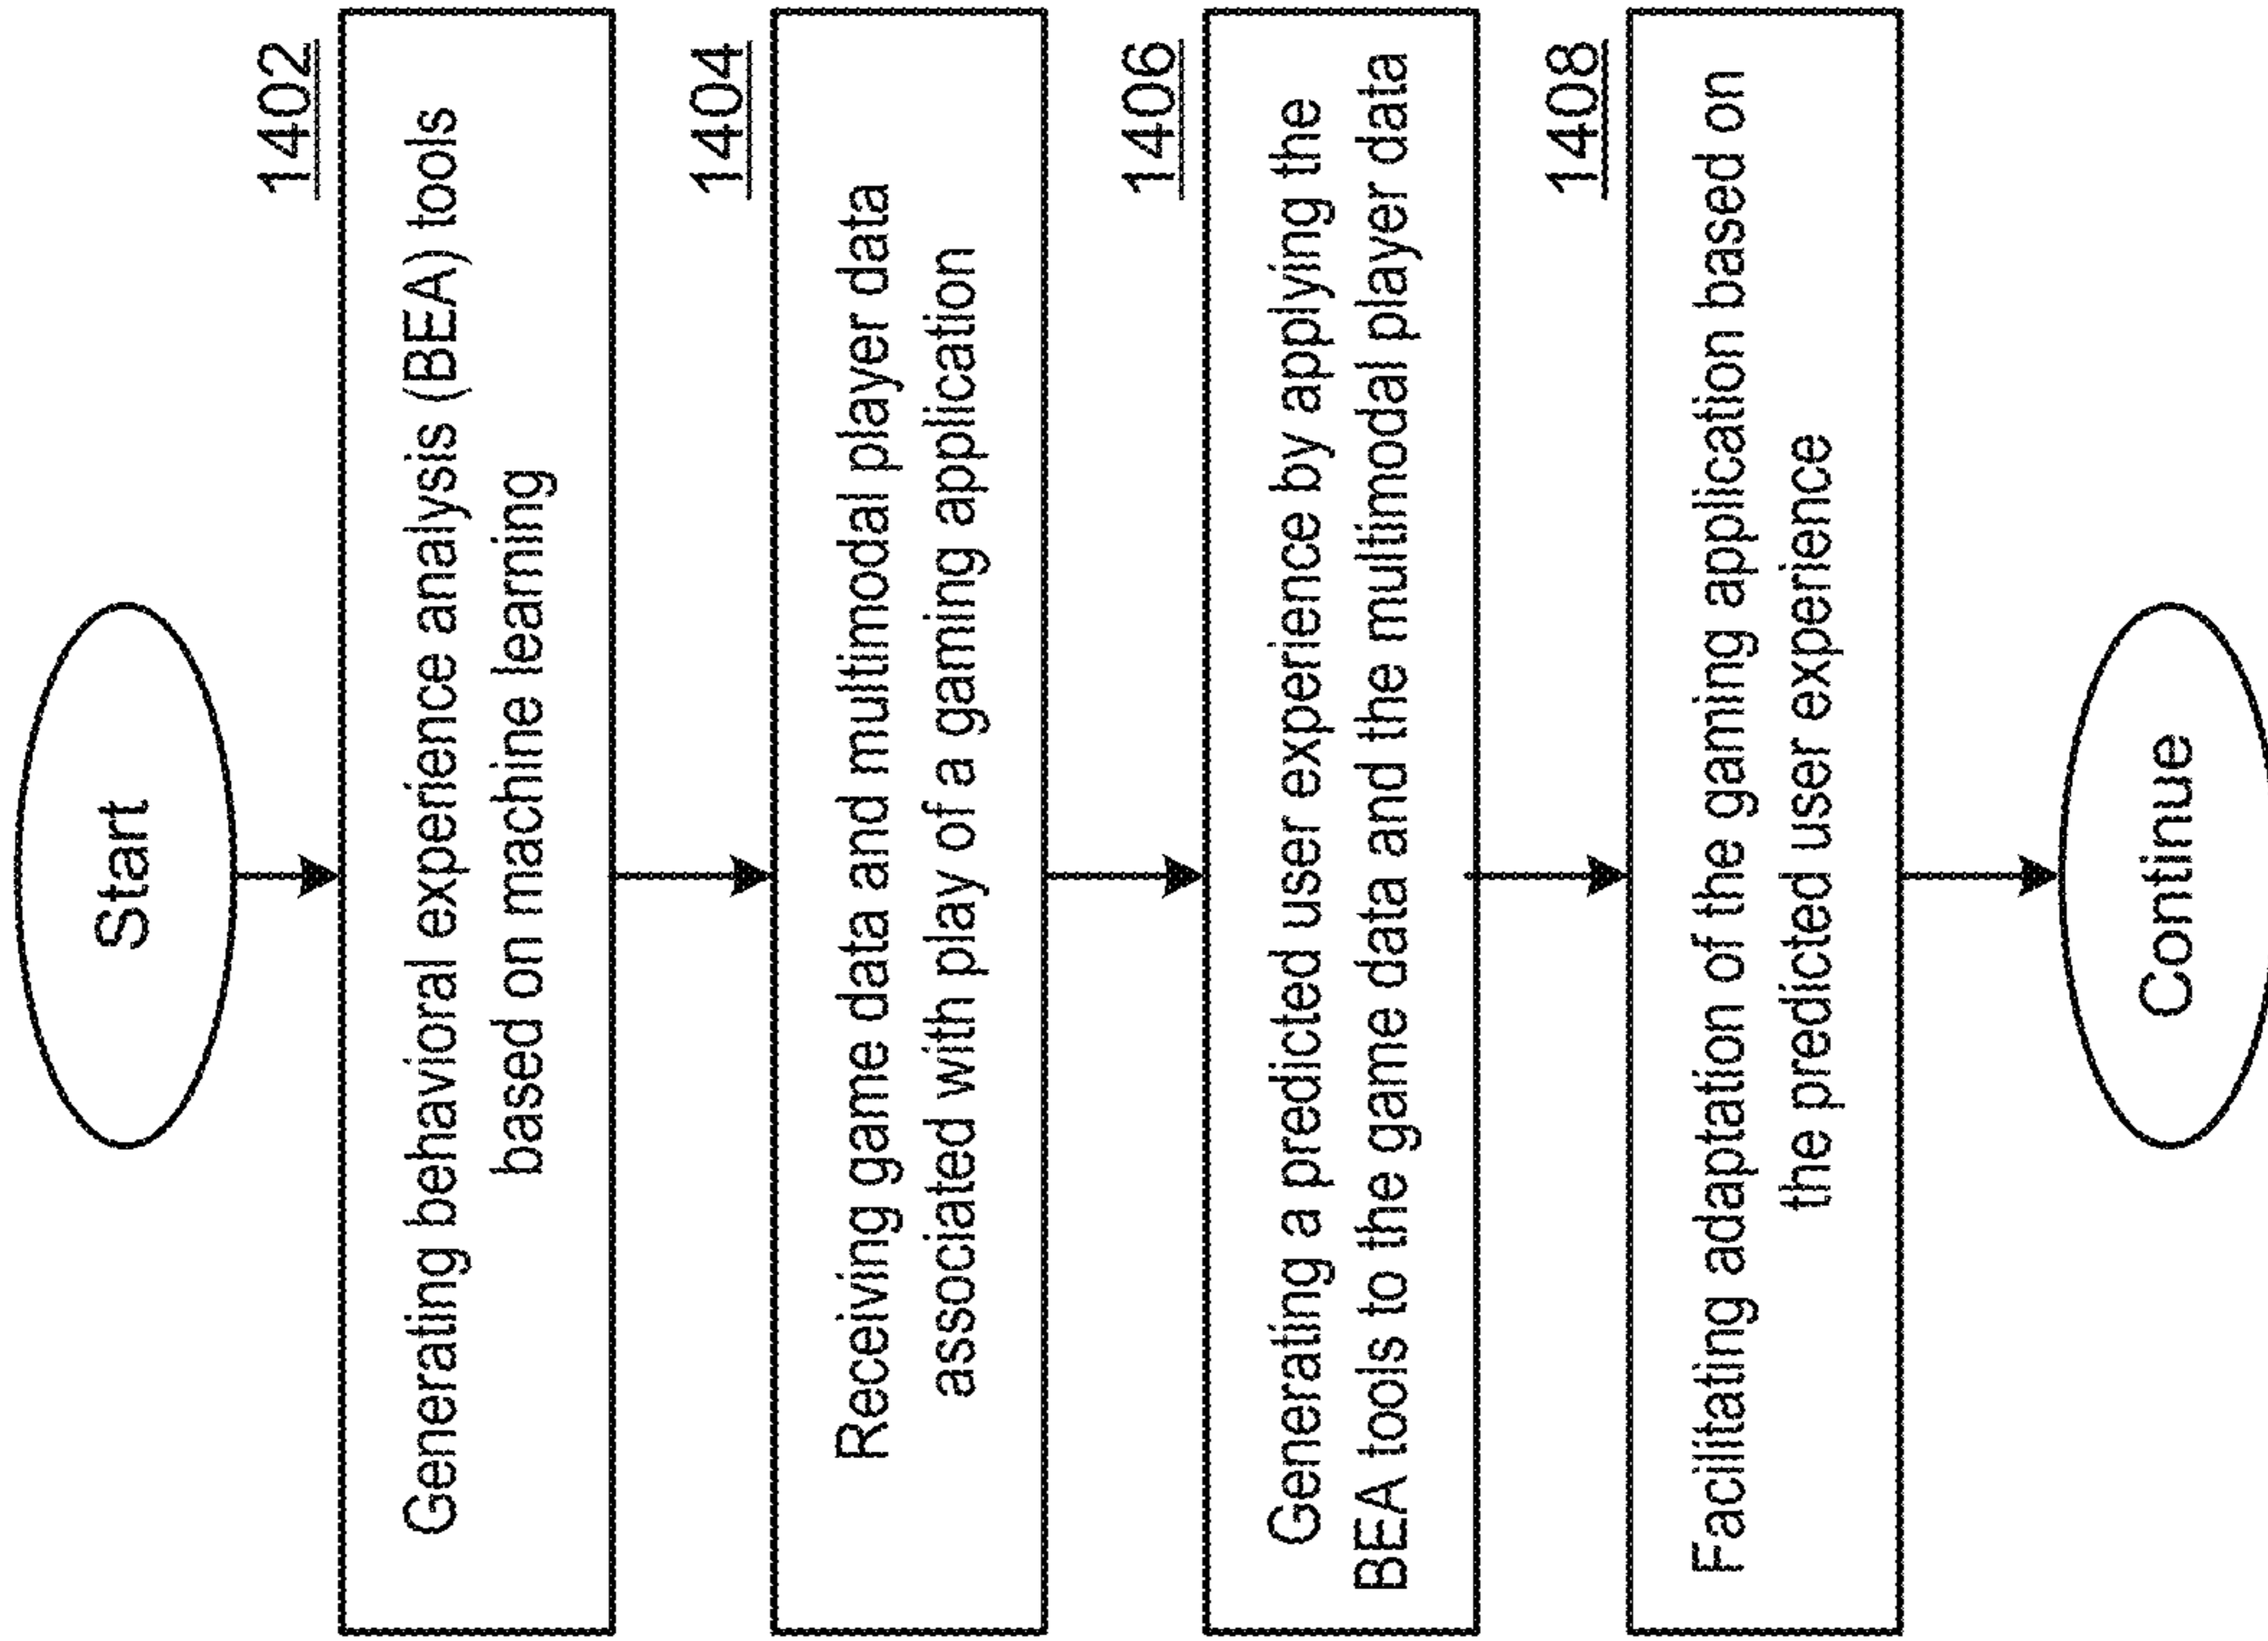 Start
1402
Generating behavioral experience analysis (BEA) tools
based on machine learning
1404
Receiving game data and multimodal player data
associated with play of a gaming application
1406
Generating a predicted user experience by applying the
BEA tools to the game data and the multimodal player data
1408
Facilitating adaptation of the gaming application based on
the predicted user experience
Continue